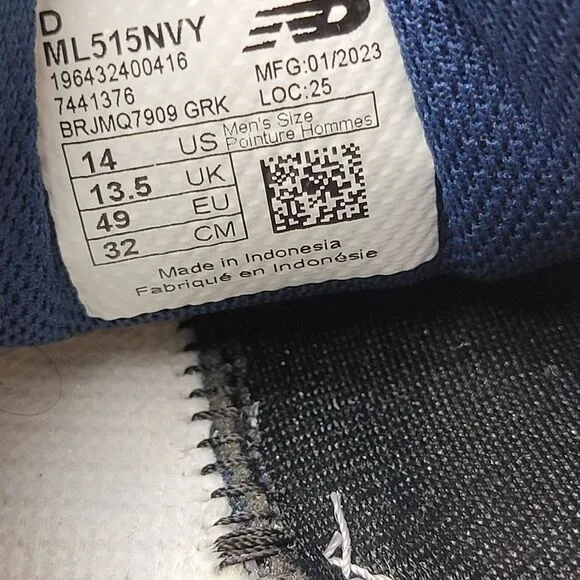 D
ML515NVY
196432400416
7441376
BRJMQ7909 GRK
MFG:01/2023
LOC:25
Men's Size
Pointure Hommes
14 US
13.5 UK
49 EU
32 CM
Made in Indonesia
Fabriqué en Indonésie